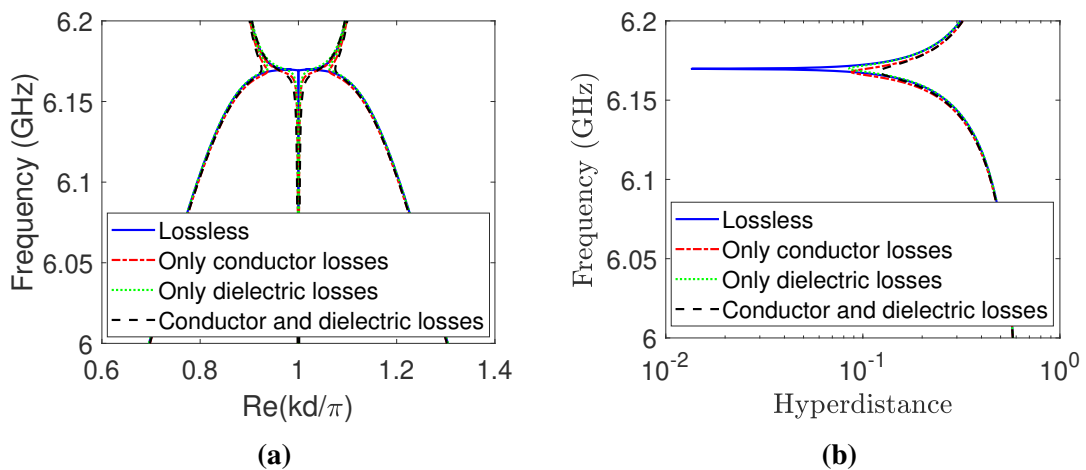 6.2
6.15
6.1
6.05
6
Frequency (GHz)
Lossless
Only conductor losses
Only dielectric losses
Conductor and dielectric losses
0.6 0.8 1 1.2 1.4
Re(kd/π)
(a)
6.2
6.15
6.1
6.05
6
Frequency (GHz)
Lossless
Only conductor losses
Only dielectric losses
Conductor and dielectric losses
10⁻² 10⁻¹ 10⁰
Hyperdistance
(b)